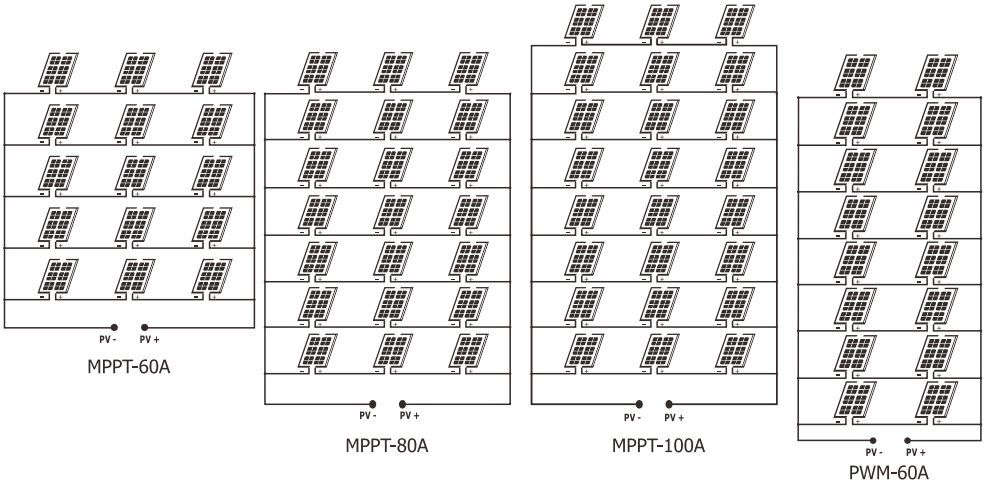 PV - PV +
MPPT-60A
PV - PV +
MPPT-80A
PV - PV +
MPPT-100A
PV - PV +
PWM-60A